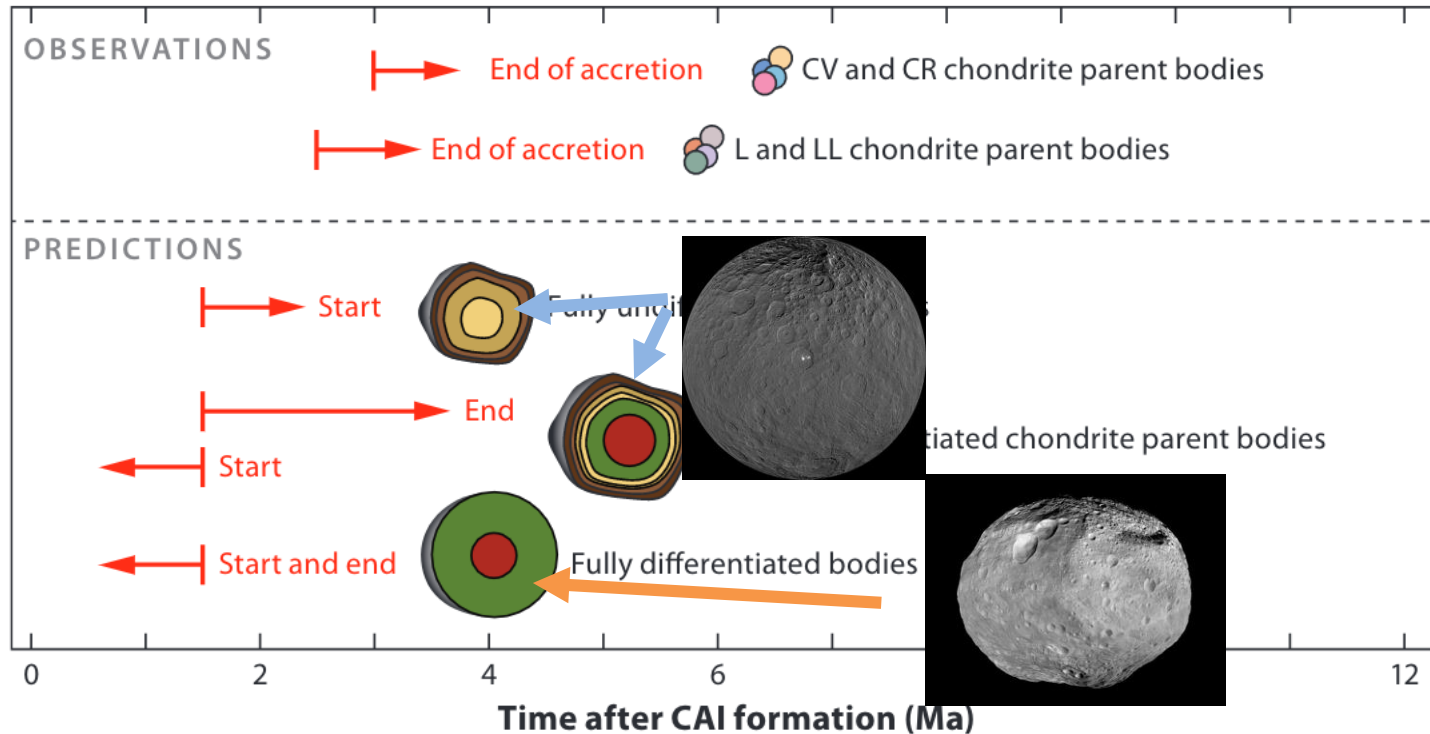 OBSERVATIONS
End of accretion CV and CR chondrite parent bodies
End of accretion L and LL chondrite parent bodies
PREDICTIONS
Start Fully
End
chondrite parent bodies
Start
Start and end Fully differentiated bodies
0 2 4 6 12
Time after CAI formation (Ma)